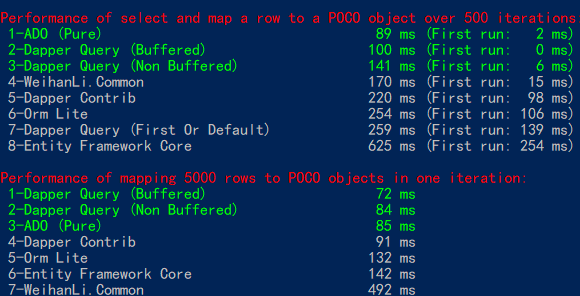 Performance of select and map a row to a POCO object over 500 iterations
1-ADO (Pure) 89 ms (First run: 2 ms)
2-Dapper Query (Buffered) 100 ms (First run: 0 ms)
3-Dapper Query (Non Buffered) 141 ms (First run: 6 ms)
4-WeihanLi.Common 170 ms (First run: 15 ms)
5-Dapper Contrib 220 ms (First run: 98 ms)
6-Orm Lite 254 ms (First run: 106 ms)
7-Dapper Query (First Or Default) 259 ms (First run: 139 ms)
8-Entity Framework Core 625 ms (First run: 254 ms)
Performance of mapping 5000 rows to POCO objects in one iteration:
1-Dapper Query (Buffered) 72 ms
2-Dapper Query (Non Buffered) 84 ms
3-ADO (Pure) 85 ms
4-Dapper Contrib 91 ms
5-Orm Lite 132 ms
6-Entity Framework Core 142 ms
7-WeihanLi.Common 492 ms